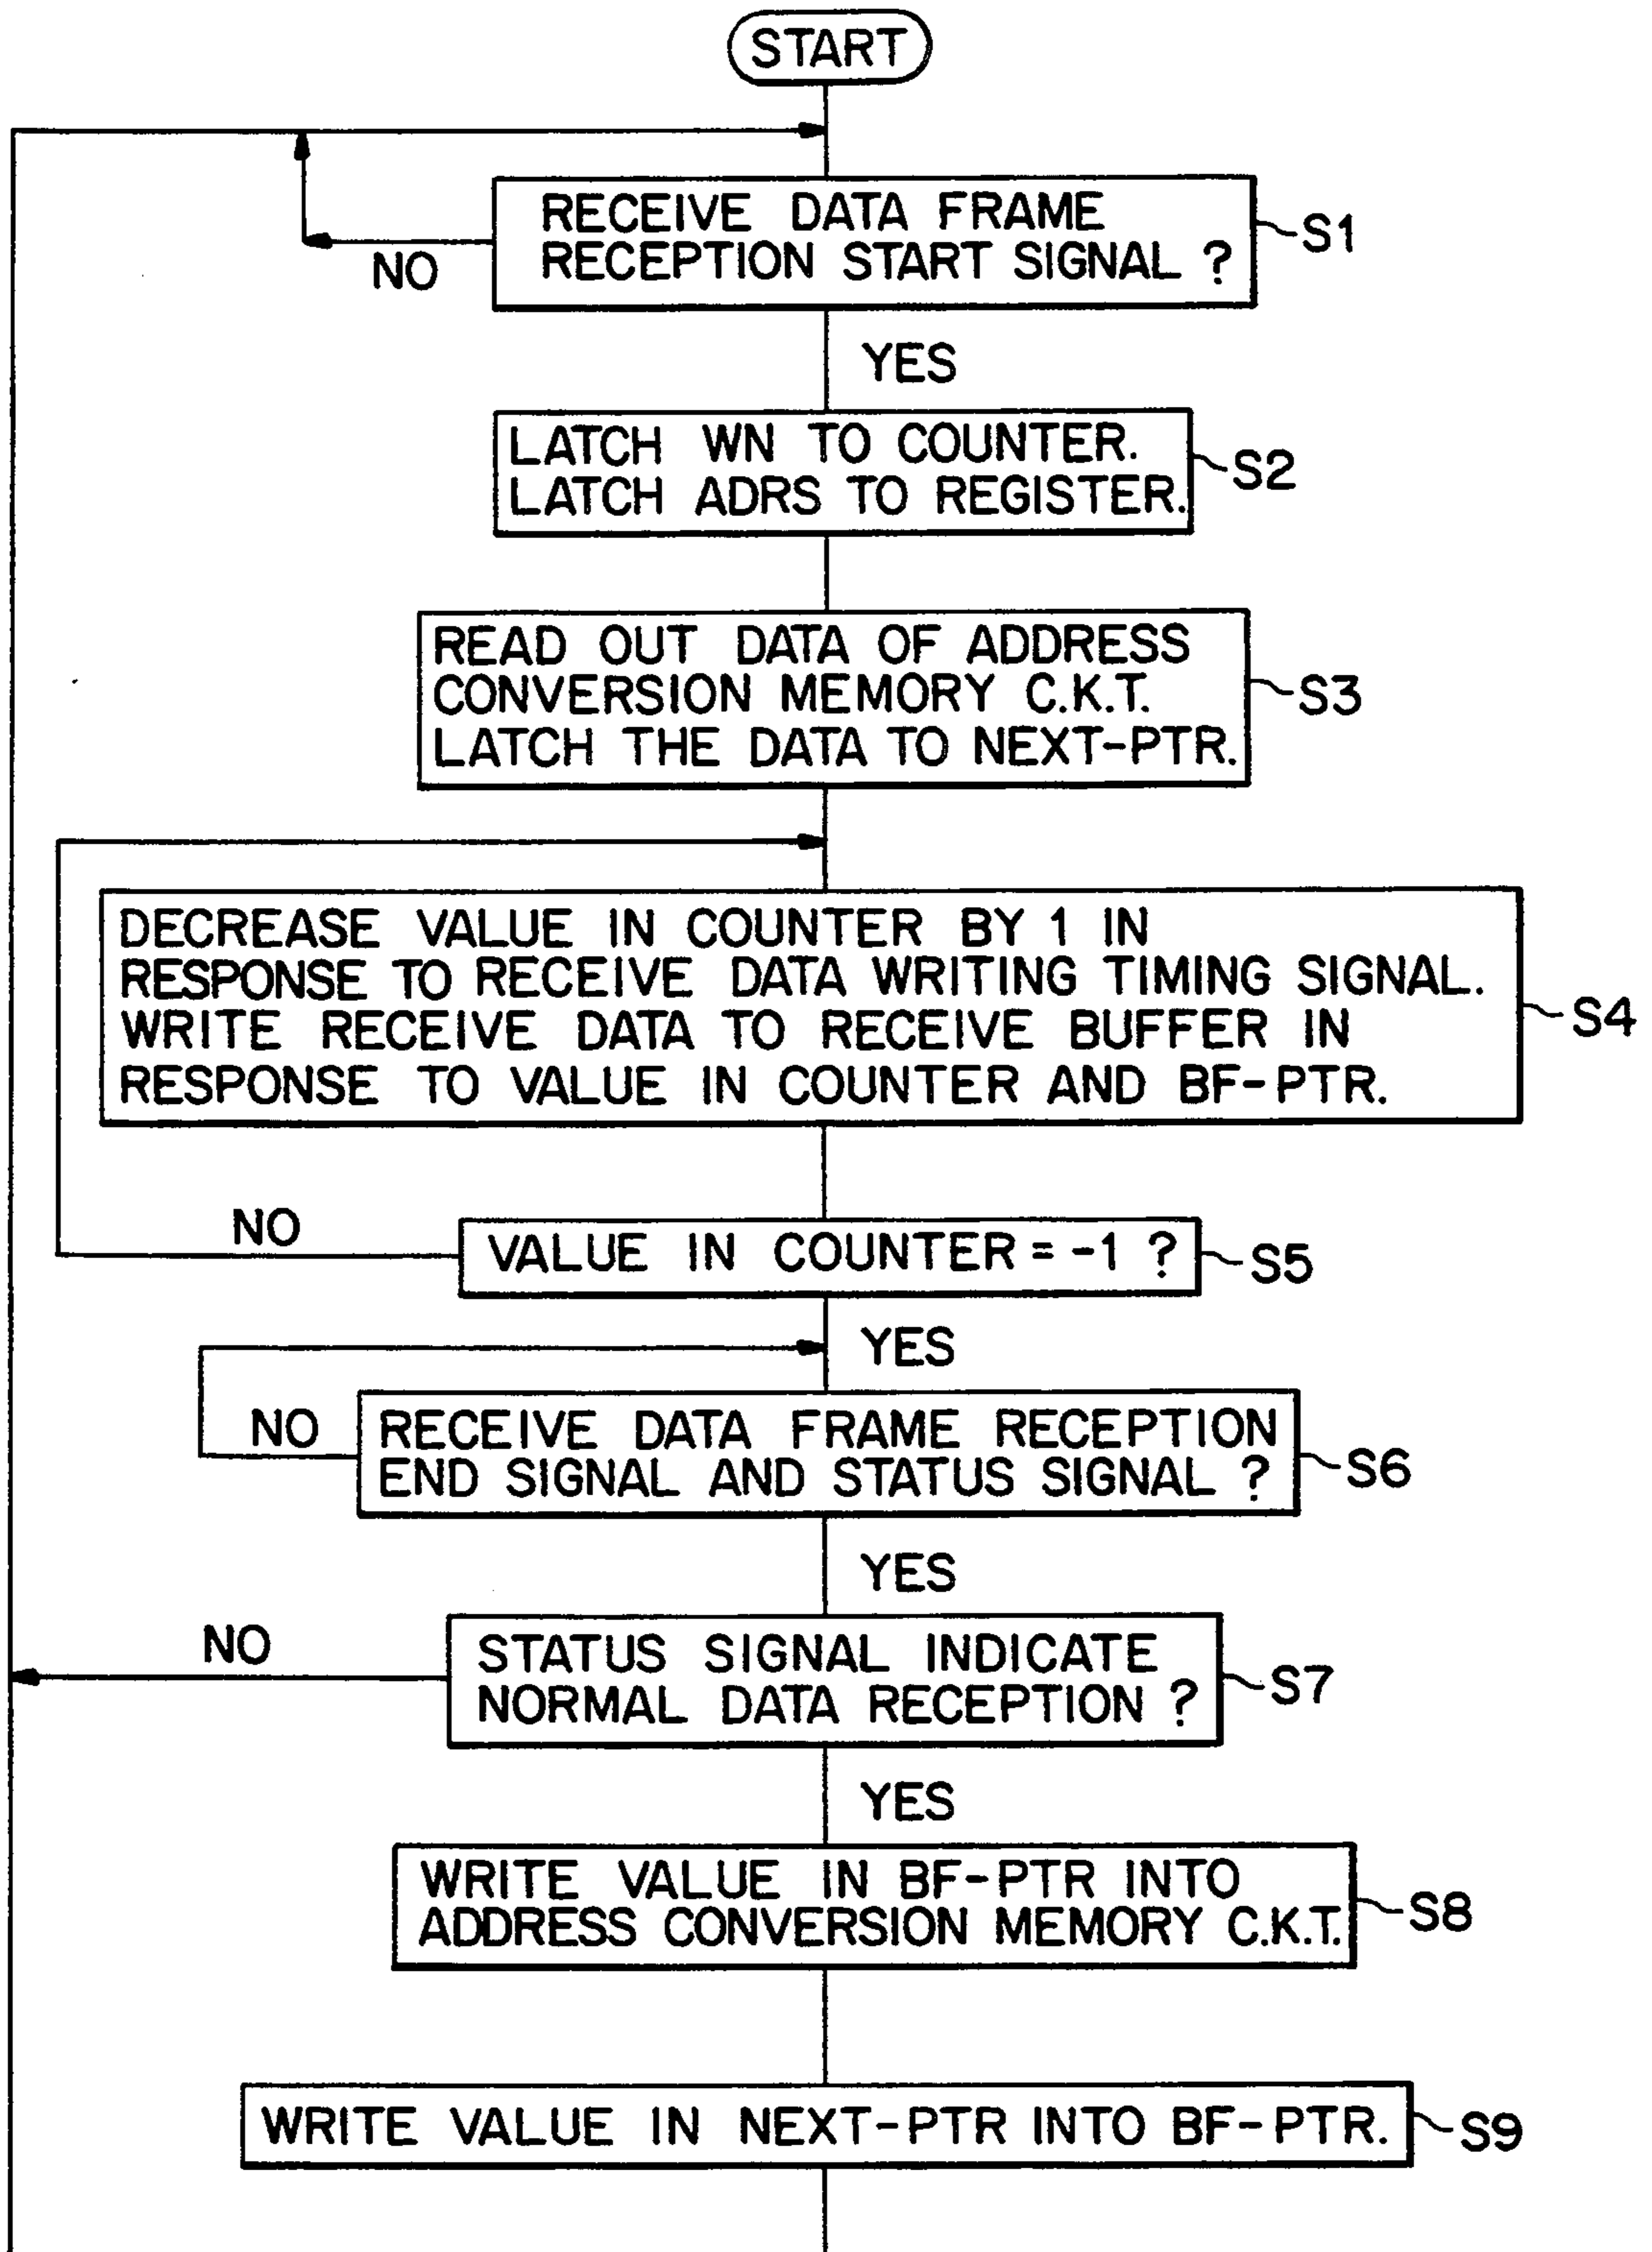 START
RECEIVE DATA FRAME
RECEPTION START SIGNAL ?
S1
NO
YES
LATCH WN TO COUNTER.
LATCH ADRS TO REGISTER.
S2
READ OUT DATA OF ADDRESS
CONVERSION MEMORY C.K.T.
LATCH THE DATA TO NEXT-PTR.
S3
DECREASE VALUE IN COUNTER BY 1 IN
RESPONSE TO RECEIVE DATA WRITING TIMING SIGNAL.
WRITE RECEIVE DATA TO RECEIVE BUFFER IN
RESPONSE TO VALUE IN COUNTER AND BF-PTR.
S4
NO
VALUE IN COUNTER = -1 ?
S5
YES
NO
RECEIVE DATA FRAME RECEPTION
END SIGNAL AND STATUS SIGNAL ?
S6
YES
NO
STATUS SIGNAL INDICATE
NORMAL DATA RECEPTION ?
S7
YES
WRITE VALUE IN BF-PTR INTO
ADDRESS CONVERSION MEMORY C.K.T.
S8
WRITE VALUE IN NEXT-PTR INTO BF-PTR.
S9